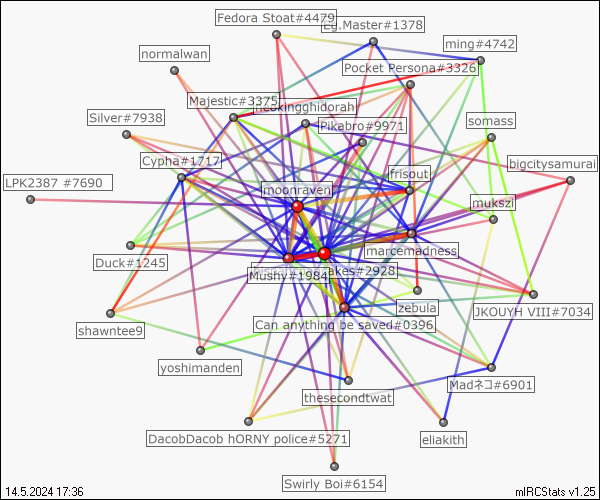 Fedora Stoat#4479
Lg.Master#1378
ming#4742
normalwan
Pocket Persona#3326
Majestic#3375
neokingghidorah
Silver#7938
Pikabro#9971
somass
Cypha#1717
bigcitysamurai
frisout
LPK2387 #7690
moonraven
mukszi
marcemadness
Duck#1245
Mushy#1984
akes#2928
zebula
JKOUYH VIII#7034
shawntee9
Can anything be saved#0396
yoshimanden
Madネコ#6901
thesecondtwat
DacobDacob hORNY police#5271
eliakith
Swirly Boi#6154
14.5.2024 17:36
mIRCStats v1.25